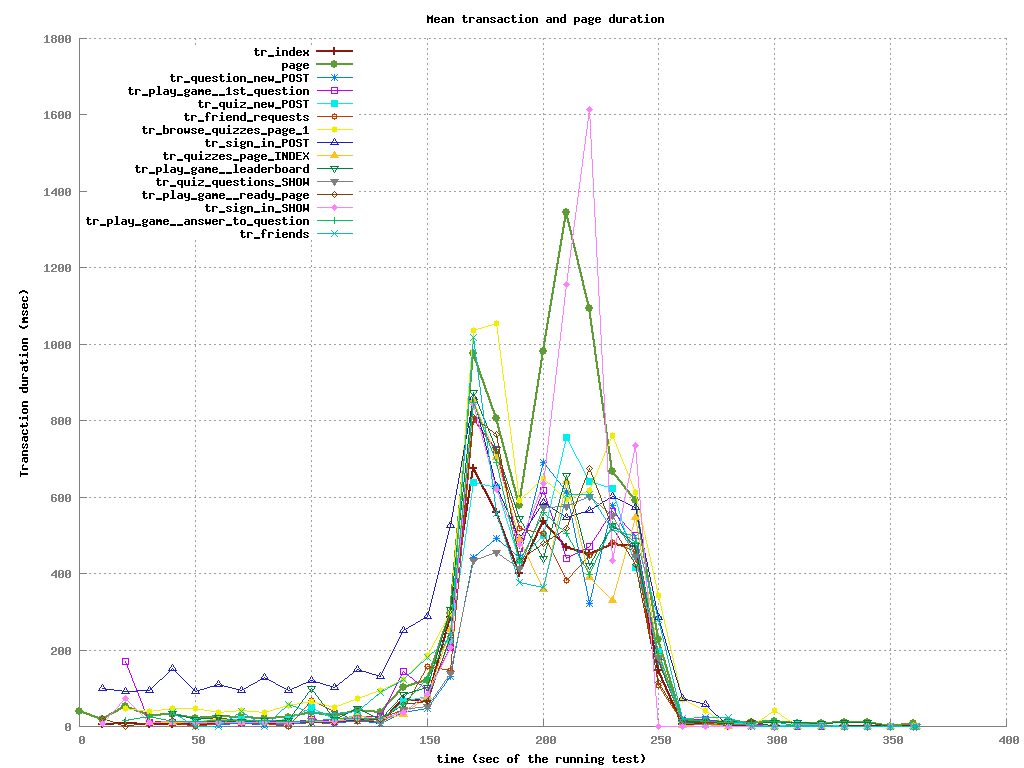 Mean transaction and page duration
1800
1600
1400
1200
1000
800
600
400
200
0
Transaction duration (msec)
tr_index
page
tr_question_new_POST
tr_play_game__1st_question
tr_quiz_new_POST
tr_friend_requests
tr_browse_quizzes_page_1
tr_sign_in_POST
tr_quizzes_page_INDEX
tr_play_game__leaderboard
tr_quiz_questions_SHOW
tr_play_game__ready_page
tr_sign_in_SHOW
tr_play_game__answer_to_question
tr_friends
0 50 100 150 200 250 300 350 400
time (sec of the running test)